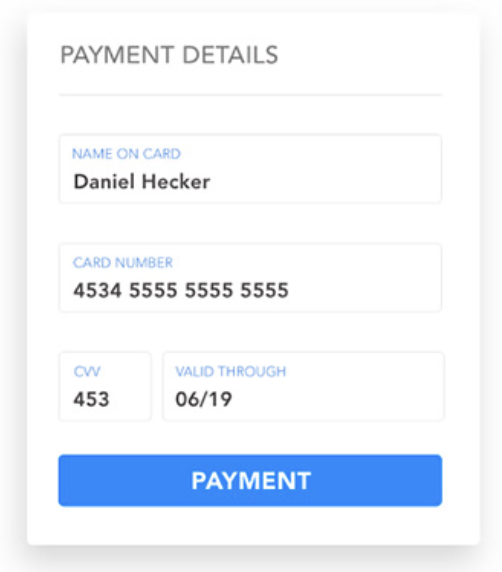 PAYMENT DETAILS
NAME ON CARD
Daniel Hecker
CARD NUMBER
4534 5555 5555 5555
CVV
453
VALID THROUGH
06/19
PAYMENT